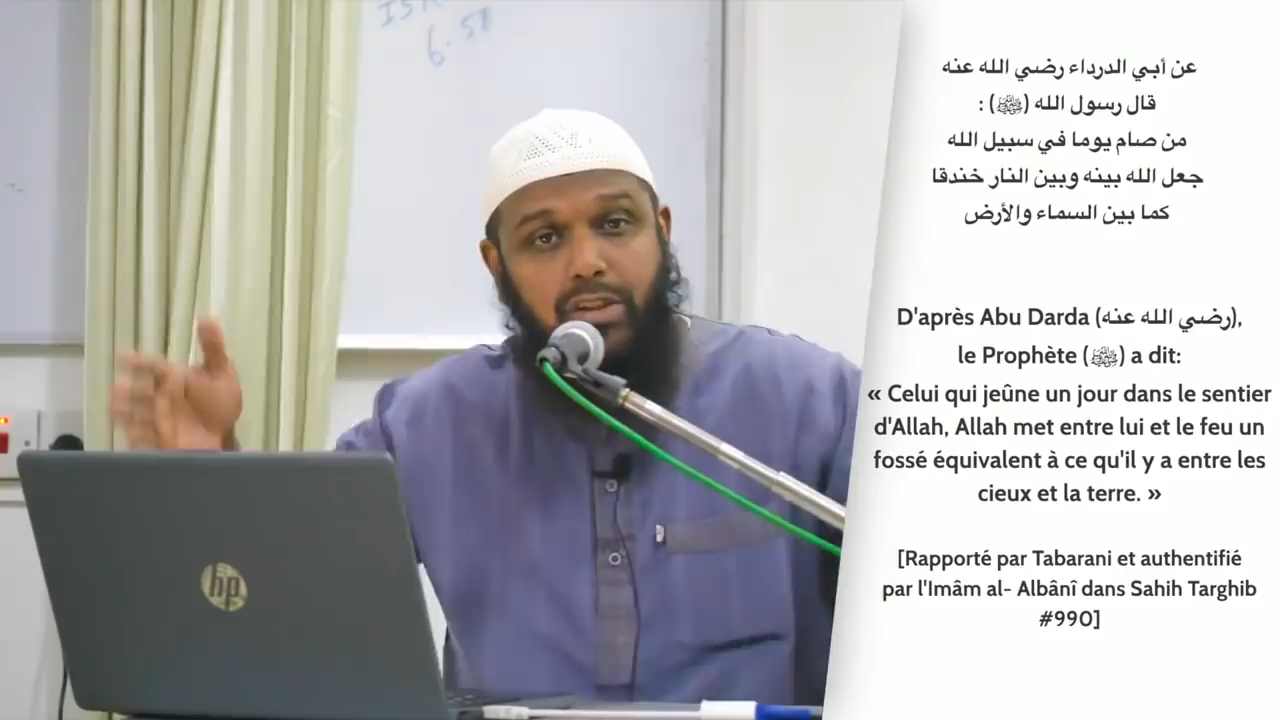 6.50
hp
عن أبي الدرداء رضي الله عنه
قال رسول الله (ﷺ) :
من صام يوما في سبيل الله
جعل الله بينه وبين النار خندقا
كما بين السماء والأرض
D'après Abu Darda (رضي الله عنه),
le Prophète (ﷺ) a dit:
« Celui qui jeûne un jour dans le sentier
d'Allah, Allah met entre lui et le feu un
fossé équivalent à ce qu'il y a entre les
cieux et la terre. »
[Rapporté par Tabarani et authentifié
par l'Imâm al- Albânî dans Sahih Targhib
#990]